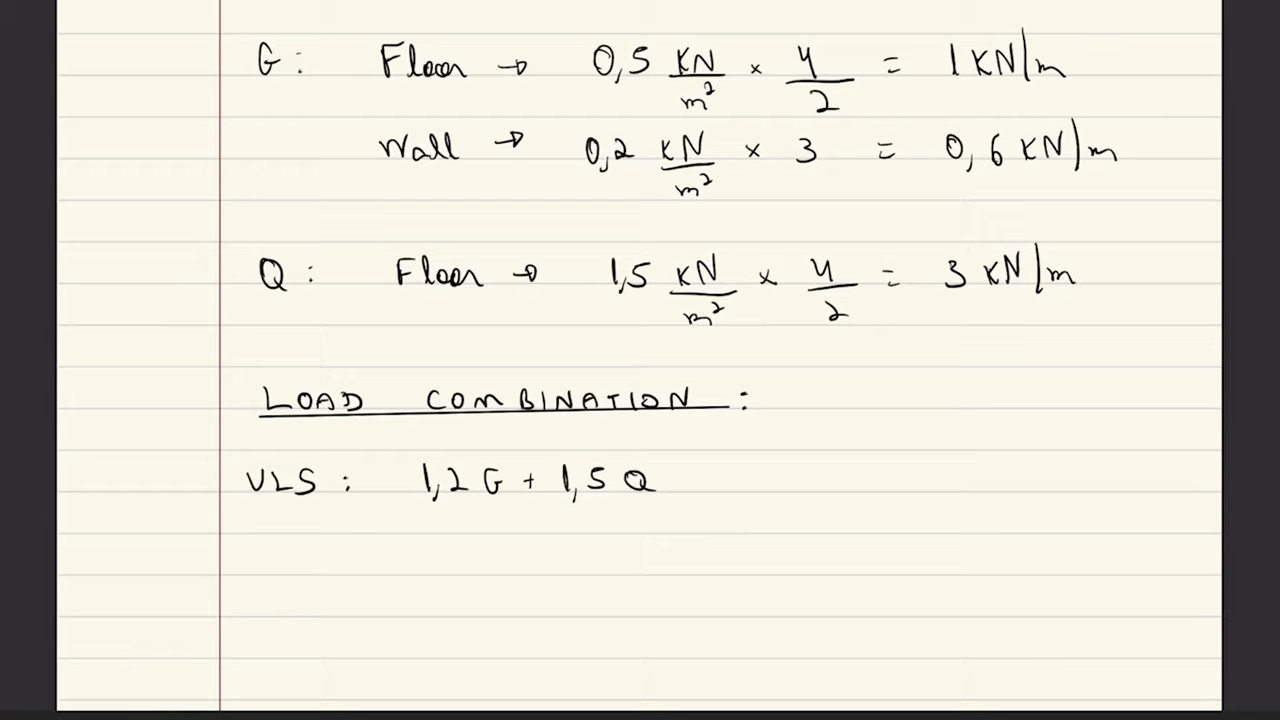 G: Floor → 0,5 KN/m² × 4/2 = 1 KN/m
Wall → 0,2 KN/m² × 3 = 0,6 KN/m
Q: Floor → 1,5 KN/m² × 4/2 = 3 KN/m
LOAD COMBINATION:
ULS: 1,2 G + 1,5 Q